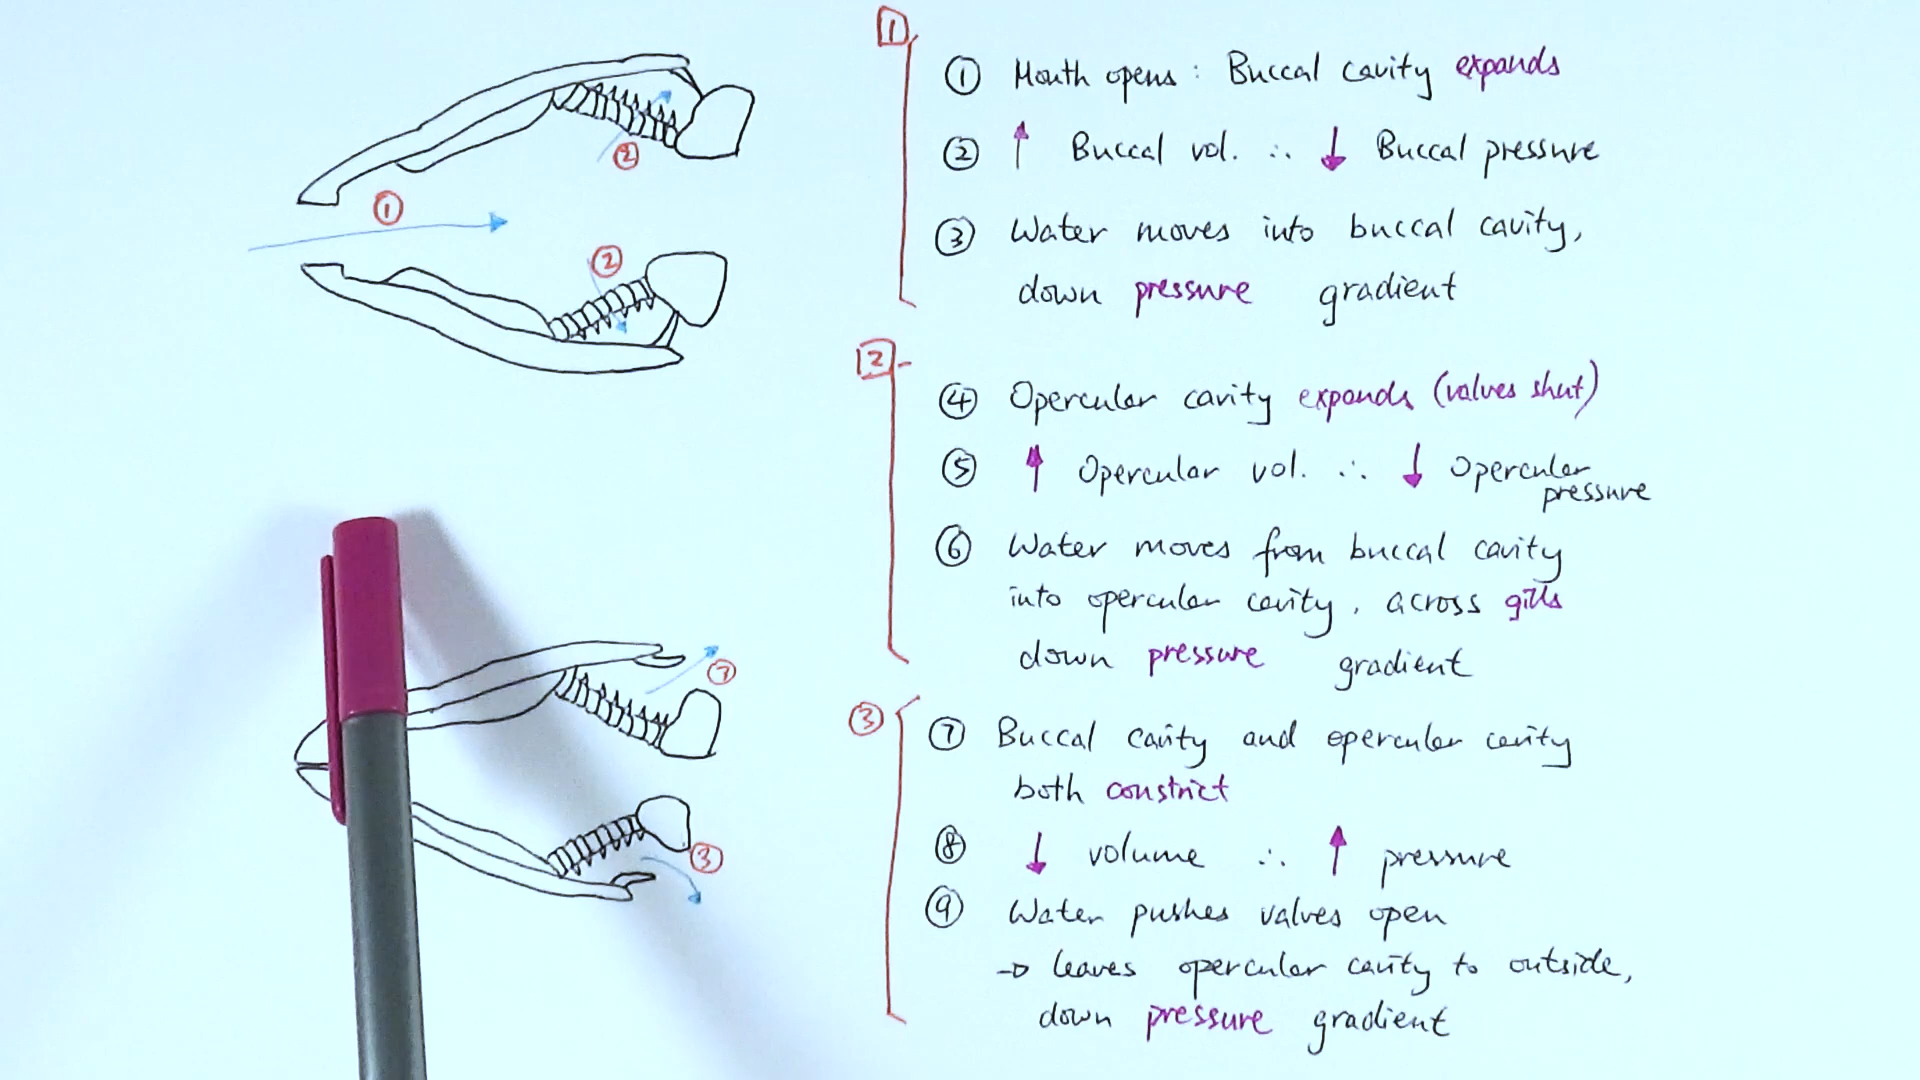 1
① Mouth opens : Buccal cavity expands
② ↑ Buccal vol. ∴ ↓ Buccal pressure
③ Water moves into buccal cavity,
down pressure gradient
2
④ Opercular cavity expands (valves shut)
⑤ ↑ Opercular vol. ∴ ↓ Opercular
pressure
⑥ Water moves from buccal cavity
into opercular cavity, across gills
down pressure gradient
③
⑦ Buccal cavity and opercular cavity
both constrict
⑧ ↓ volume ∴ ↑ pressure
⑨ Water pushes valves open
→ leaves opercular cavity to outside,
down pressure gradient
②
①
②
③
③